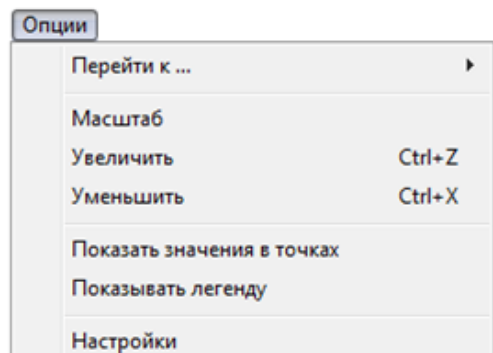 Опции
Перейти к ...
Масштаб
Увеличить Ctrl+Z
Уменьшить Ctrl+X
Показать значения в точках
Показывать легенду
Настройки